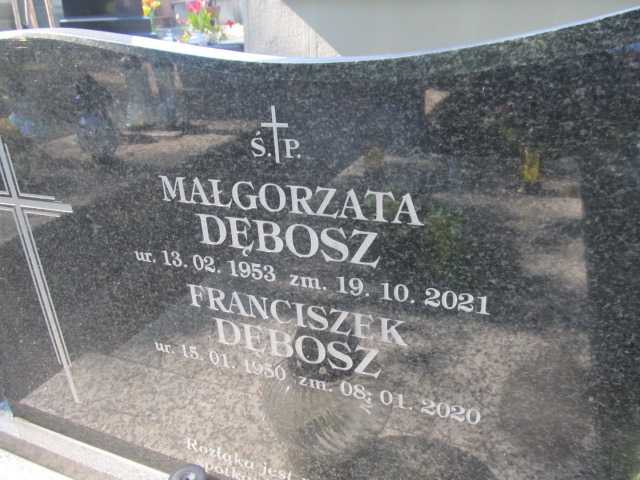 Ś. P.
MAŁGORZATA
DĘBOSZ
ur. 13. 02. 1953 zm. 19. 10. 2021
FRANCISZEK
DĘBOSZ
ur. 15. 01. 1950 zm. 08. 01. 2020
Rozłąka jest